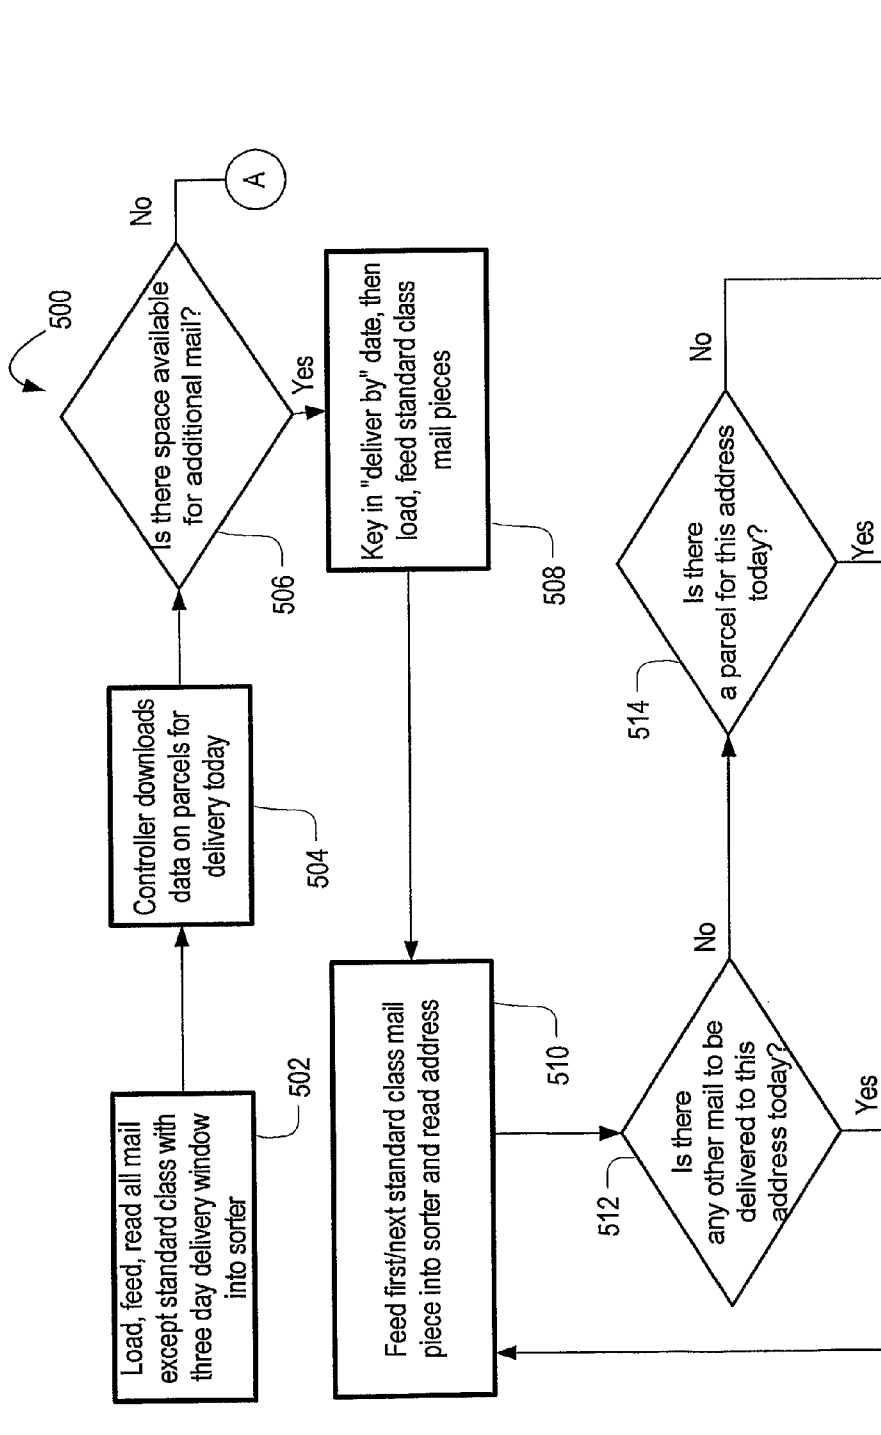 500
Load, feed, read all mail
except standard class with
three day delivery window
into sorter
502
Controller downloads
data on parcels for
delivery today
504
Is there space available
for additional mail?
506
No
A
Yes
Key in "deliver by" date, then
load, feed standard class
mail pieces
508
Feed first/next standard class mail
piece into sorter and read address
510
Is there
any other mail to be
delivered to this
address today?
512
No
Yes
Is there
a parcel for this address
today?
514
No
Yes